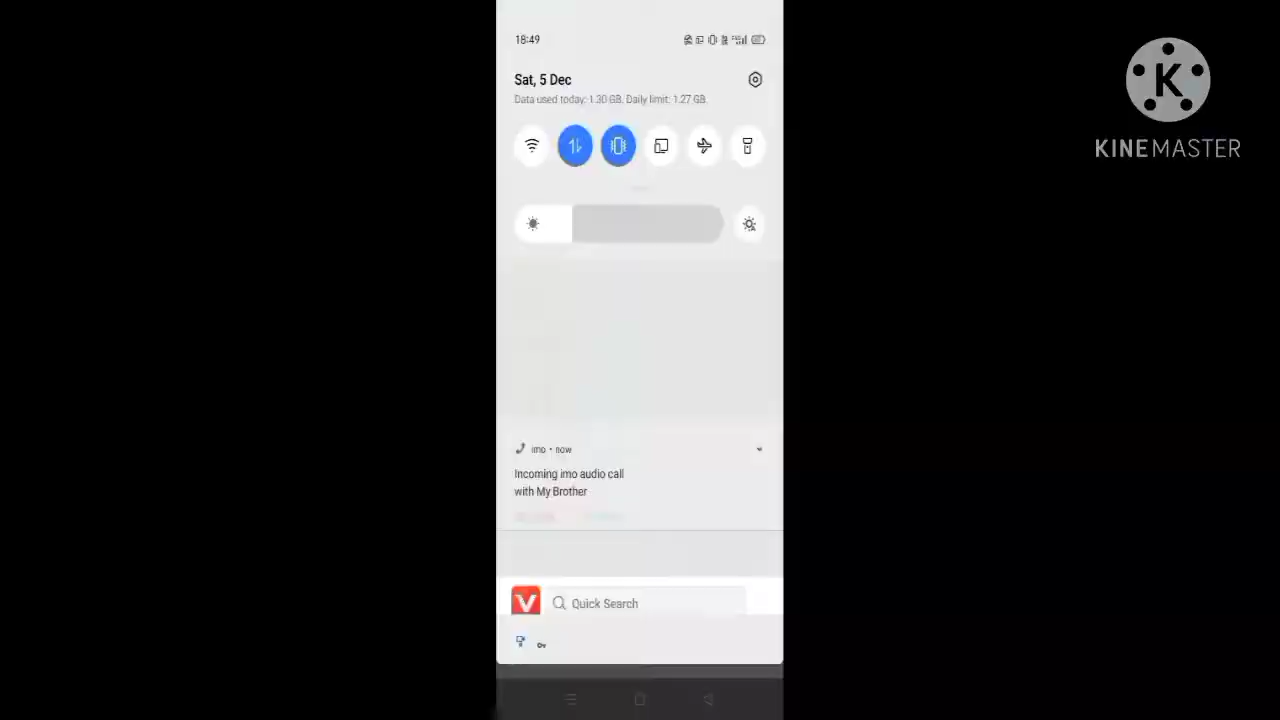 18:49
Sat, 5 Dec
Data used today: 1.30 GB. Daily limit: 1.27 GB.
K
KINEMASTER
imo • now
Incoming imo audio call
with My Brother
V
Quick Search